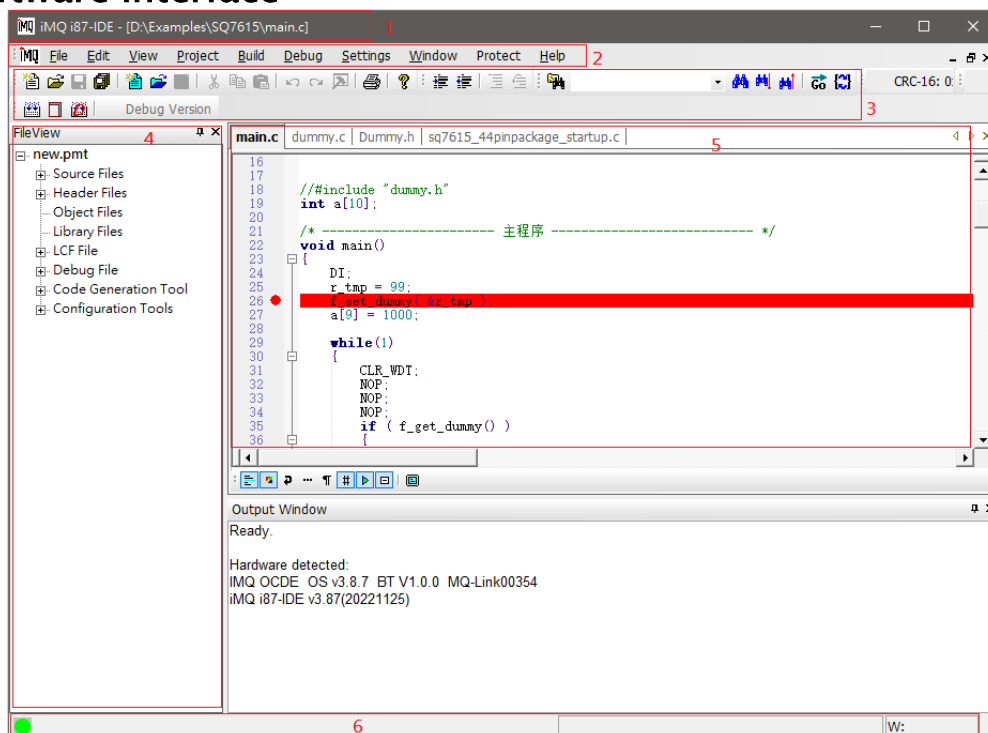 tware Interface
iMQ i87-IDE - [D:\Examples\SQ7615\main.c]
1
iMQ File Edit View Project Build Debug Settings Window Protect Help
2
Go CRC-16: 0:
Debug Version
3
FileView
4
new.pmt
Source Files
Header Files
Object Files
Library Files
LCF File
Debug File
Code Generation Tool
Configuration Tools
main.c dummy.c Dummy.h sq7615_44pinpackage_startup.c
5
16
17
18 //#include "dummy.h"
19 int a[10];
20
21 /* ------------------------ 主程序 ---------------------------- */
22 void main()
23 {
24 DI;
25 r_tmp = 99;
26 f_set_dummy( &r_tmp );
27 a[9] = 1000;
28
29 while(1)
30 {
31 CLR_WDT;
32 NOP;
33 NOP;
34 NOP;
35 if ( f_get_dummy() )
36 {
Output Window
Ready.
Hardware detected:
IMQ OCDE OS v3.8.7 BT V1.0.0 MQ-Link00354
iMQ i87-IDE v3.87(20221125)
6
W: